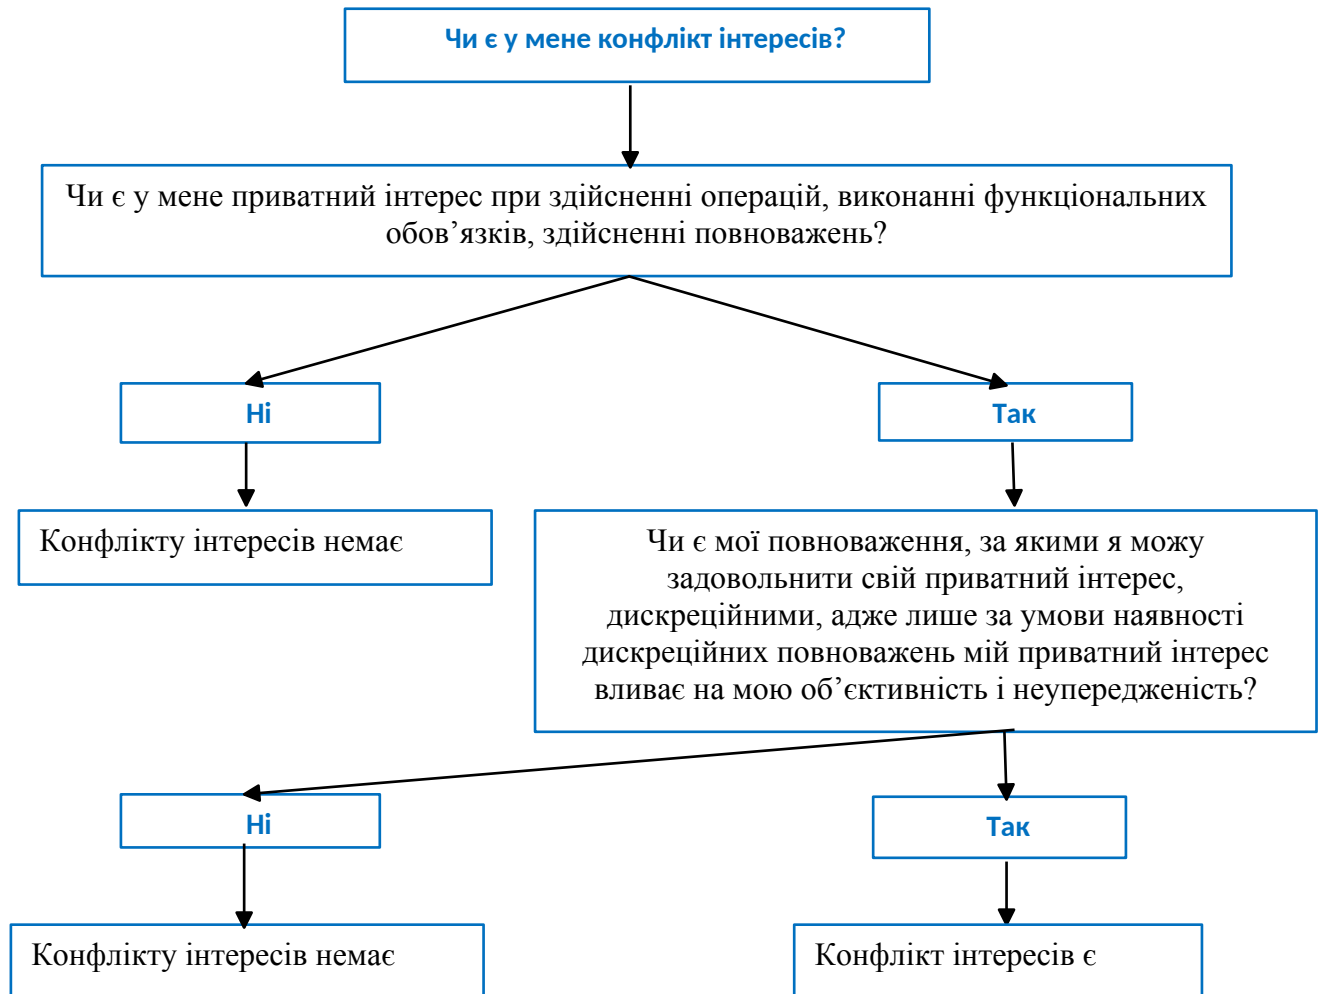 Чи є у мене конфлікт інтересів?
Чи є у мене приватний інтерес при здійсненні операцій, виконанні функціональних
обов’язків, здійсненні повноважень?
Ні
Так
Конфлікту інтересів немає
Чи є мої повноваження, за якими я можу
задовольнити свій приватний інтерес,
дискреційними, адже лише за умови наявності
дискреційних повноважень мій приватний інтерес
вливає на мою об’єктивність і неупередженість?
Ні
Так
Конфлікту інтересів немає
Конфлікт інтересів є